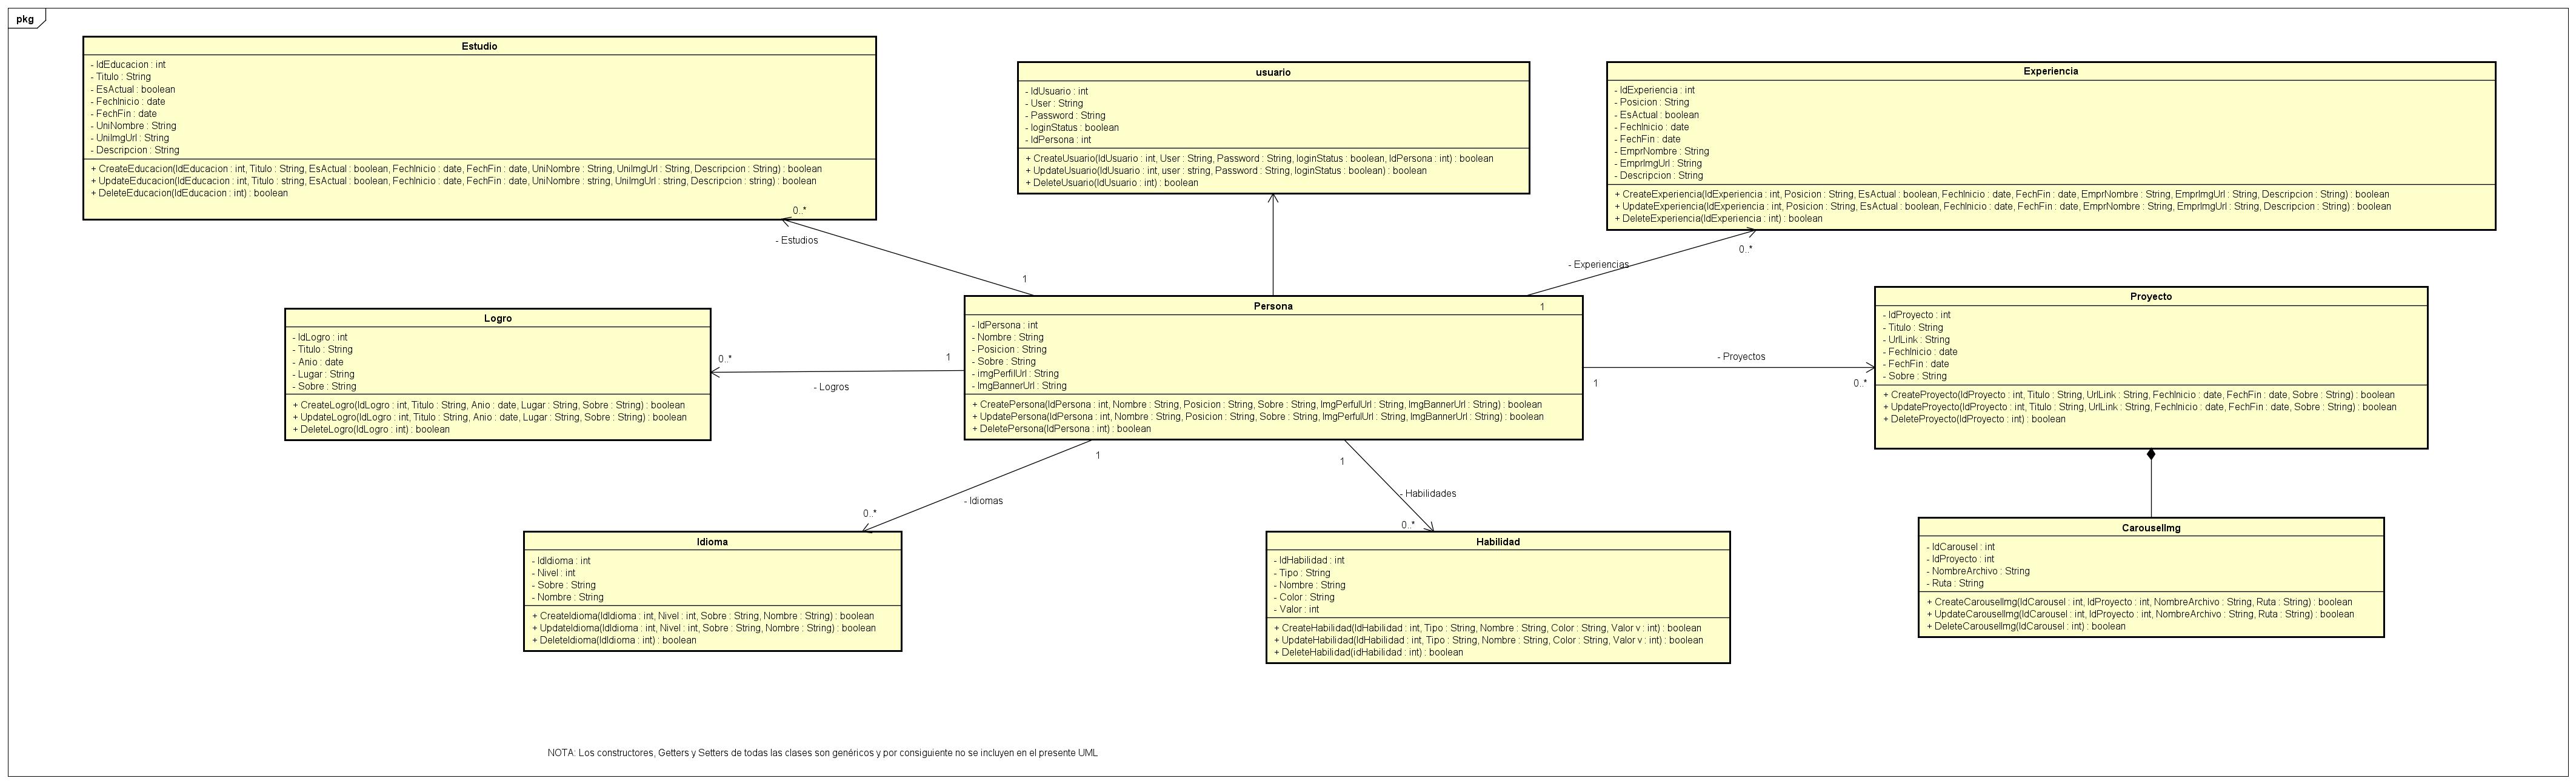 pkg
Estudio
- IdEducacion : int
- Titulo : String
- EsActual : boolean
- FechInicio : date
- FechFin : date
- UniNombre : String
- UniImgUrl : String
- Descripcion : String
+ CreateEducacion(IdEducacion : int, Titulo : String, EsActual : boolean, FechInicio : date, FechFin : date, UniNombre : String, UniImgUrl : String, Descripcion : String) : boolean
+ UpdateEducacion(IdEducacion : int, Titulo : string, EsActual : boolean, FechInicio : date, FechFin : date, UniNombre : string, UniImgUrl : string, Descripcion : string) : boolean
+ DeleteEducacion(IdEducacion : int) : boolean
usuario
- IdUsuario : int
- User : String
- Password : String
- loginStatus : boolean
- IdPersona : int
+ CreateUsuario(IdUsuario : int, User : String, Password : String, loginStatus : boolean, IdPersona : int) : boolean
+ UpdateUsuario(IdUsuario : int, user : string, Password : String, loginStatus : boolean) : boolean
+ DeleteUsuario(IdUsuario : int) : boolean
Experiencia
- IdExperiencia : int
- Posicion : String
- EsActual : boolean
- FechInicio : date
- FechFin : date
- EmprNombre : String
- EmprImgUrl : String
- Descripcion : String
+ CreateExperiencia(IdExperiencia : int, Posicion : String, EsActual : boolean, FechInicio : date, FechFin : date, EmprNombre : String, EmprImgUrl : String, Descripcion : String) : boolean
+ UpdateExperiencia(IdExperiencia : int, Posicion : String, EsActual : boolean, FechInicio : date, FechFin : date, EmprNombre : String, EmprImgUrl : String, Descripcion : String) : boolean
+ DeleteExperiencia(IdExperiencia : int) : boolean
0..*
- Estudios
1
- Experiencias
0..*
1
Logro
- IdLogro : int
- Titulo : String
- Anio : date
- Lugar : String
- Sobre : String
+ CreateLogro(IdLogro : int, Titulo : String, Anio : date, Lugar : String, Sobre : String) : boolean
+ UpdateLogro(IdLogro : int, Titulo : String, Anio : date, Lugar : String, Sobre : String) : boolean
+ DeleteLogro(IdLogro : int) : boolean
0..*
1
- Logros
Persona
- IdPersona : int
- Nombre : String
- Posicion : String
- Sobre : String
- imgPerfilUrl : String
- ImgBannerUrl : String
+ CreatePersona(IdPersona : int, Nombre : String, Posicion : String, Sobre : String, ImgPerfulUrl : String, ImgBannerUrl : String) : boolean
+ UpdatePersona(IdPersona : int, Nombre : String, Posicion : String, Sobre : String, ImgPerfulUrl : String, ImgBannerUrl : String) : boolean
+ DeletePersona(IdPersona : int) : boolean
- Proyectos
1
0..*
Proyecto
- IdProyecto : int
- Titulo : String
- UrlLink : String
- FechInicio : date
- FechFin : date
- Sobre : String
+ CreateProyecto(IdProyecto : int, Titulo : String, UrlLink : String, FechInicio : date, FechFin : date, Sobre : String) : boolean
+ UpdateProyecto(IdProyecto : int, Titulo : String, UrlLink : String, FechInicio : date, FechFin : date, Sobre : String) : boolean
+ DeleteProyecto(IdProyecto : int) : boolean
1
- Idiomas
0..*
1
- Habilidades
0..*
Idioma
- IdIdioma : int
- Nivel : int
- Sobre : String
- Nombre : String
+ CreateIdioma(IdIdioma : int, Nivel : int, Sobre : String, Nombre : String) : boolean
+ UpdateIdioma(IdIdioma : int, Nivel : int, Sobre : String, Nombre : String) : boolean
+ DeleteIdioma(IdIdioma : int) : boolean
Habilidad
- IdHabilidad : int
- Tipo : String
- Nombre : String
- Color : String
- Valor : int
+ CreateHabilidad(IdHabilidad : int, Tipo : String, Nombre : String, Color : String, Valor v : int) : boolean
+ UpdateHabilidad(IdHabilidad : int, Tipo : String, Nombre : String, Color : String, Valor v : int) : boolean
+ DeleteHabilidad(idHabilidad : int) : boolean
CarouselImg
- IdCarousel : int
- IdProyecto : int
- NombreArchivo : String
- Ruta : String
+ CreateCarouselImg(IdCarousel : int, IdProyecto : int, NombreArchivo : String, Ruta : String) : boolean
+ UpdateCarouselImg(IdCarousel : int, IdProyecto : int, NombreArchivo : String, Ruta : String) : boolean
+ DeleteCarouselImg(IdCarousel : int) : boolean
NOTA: Los constructores, Getters y Setters de todas las clases son genéricos y por consiguiente no se incluyen en el presente UML